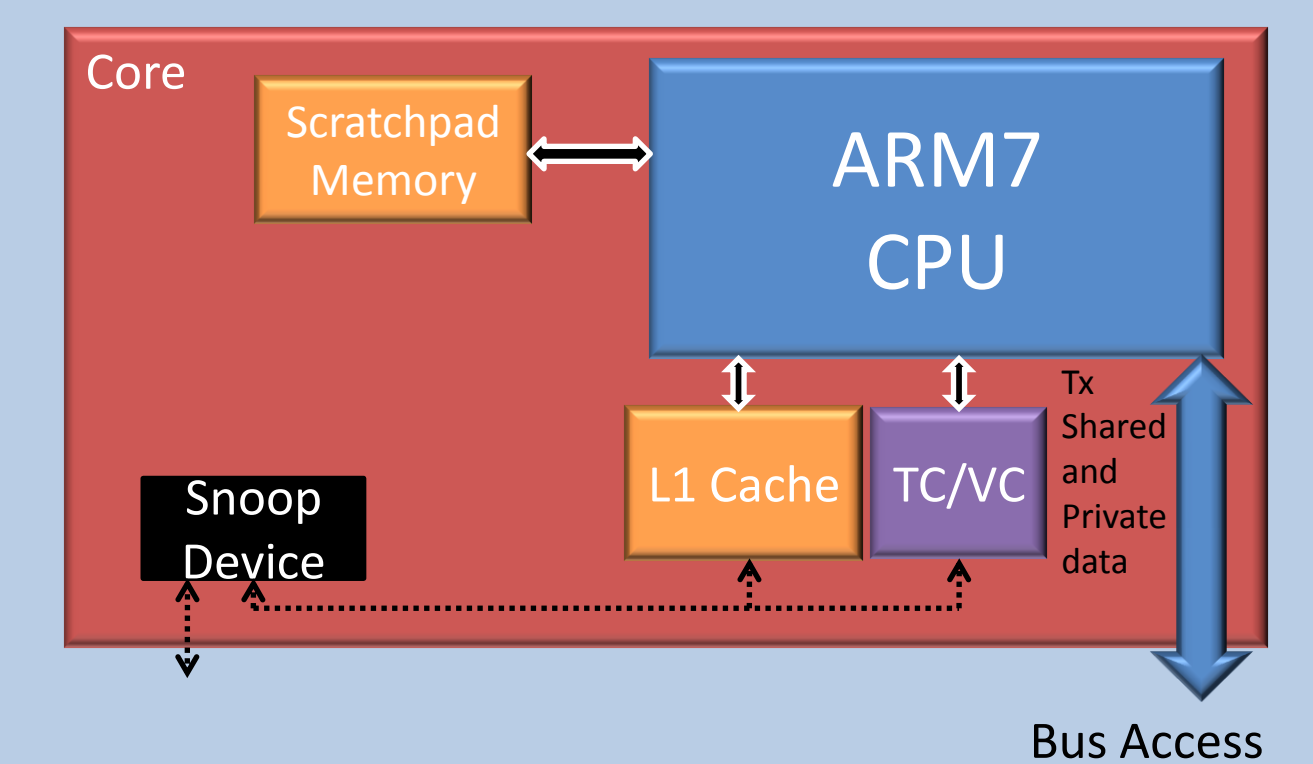 Core
Scratchpad
Memory
ARM7
CPU
Tx
Shared
and
Private
data
L1 Cache
TC/VC
Snoop
Device
Bus Access